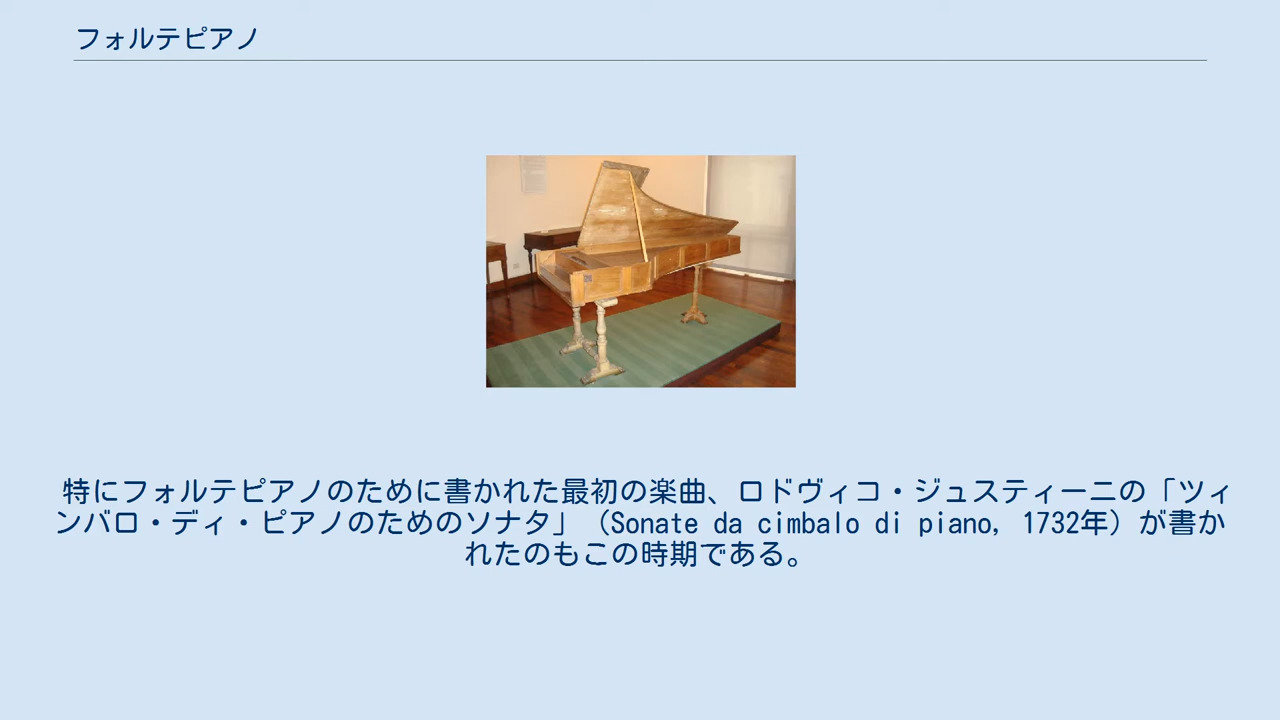 フォルテピアノ
特にフォルテピアノのために書かれた最初の楽曲、ロドヴィコ・ジュスティーニの「ツィ
ンバロ・ディ・ピアノのためのソナタ」（Sonate da cimbalo di piano, 1732年）が書か
れたのもこの時期である。